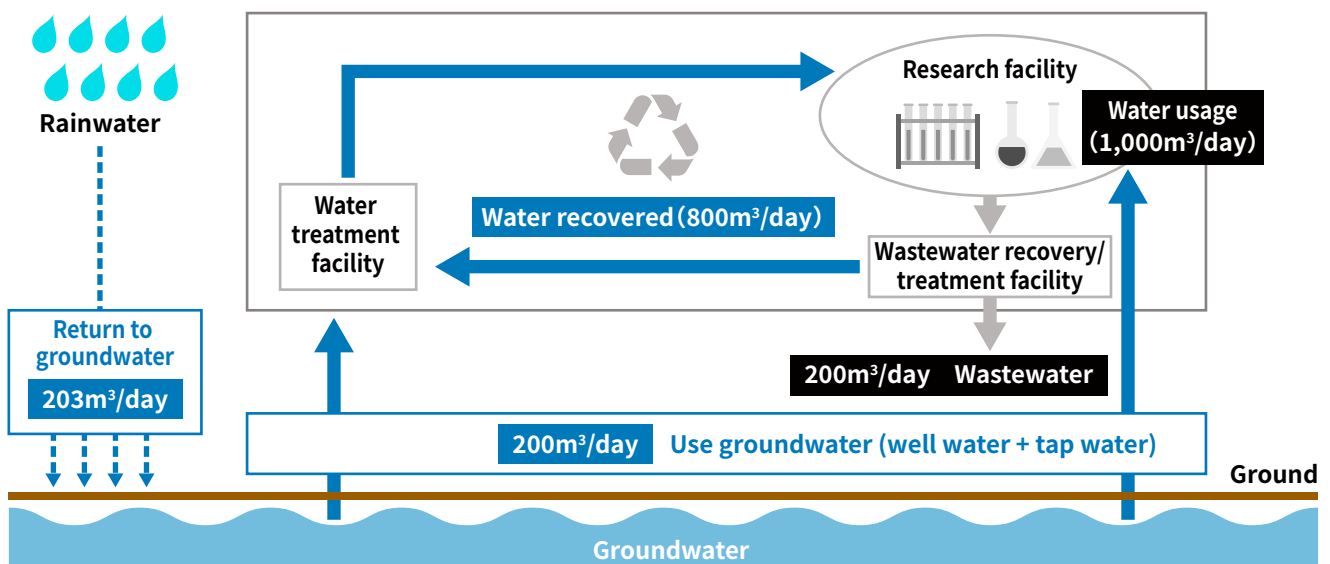 Rainwater
Return to
groundwater
203m³/day
Research facility
Water usage
(1,000m³/day)
Water
treatment
facility
Water recovered(800m³/day)
Wastewater recovery/
treatment facility
200m³/day Wastewater
200m³/day Use groundwater (well water + tap water)
Ground
Groundwater